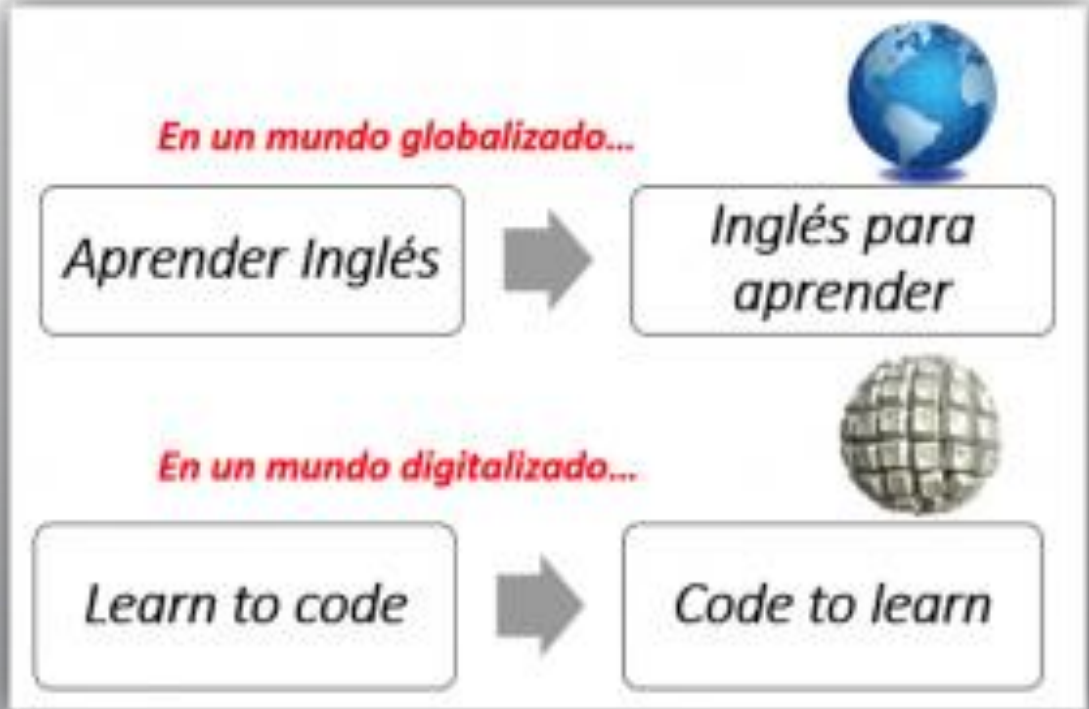 En un mundo globalizado...
Aprender Inglés
Inglés para
aprender
En un mundo digitalizado...
Learn to code
Code to learn